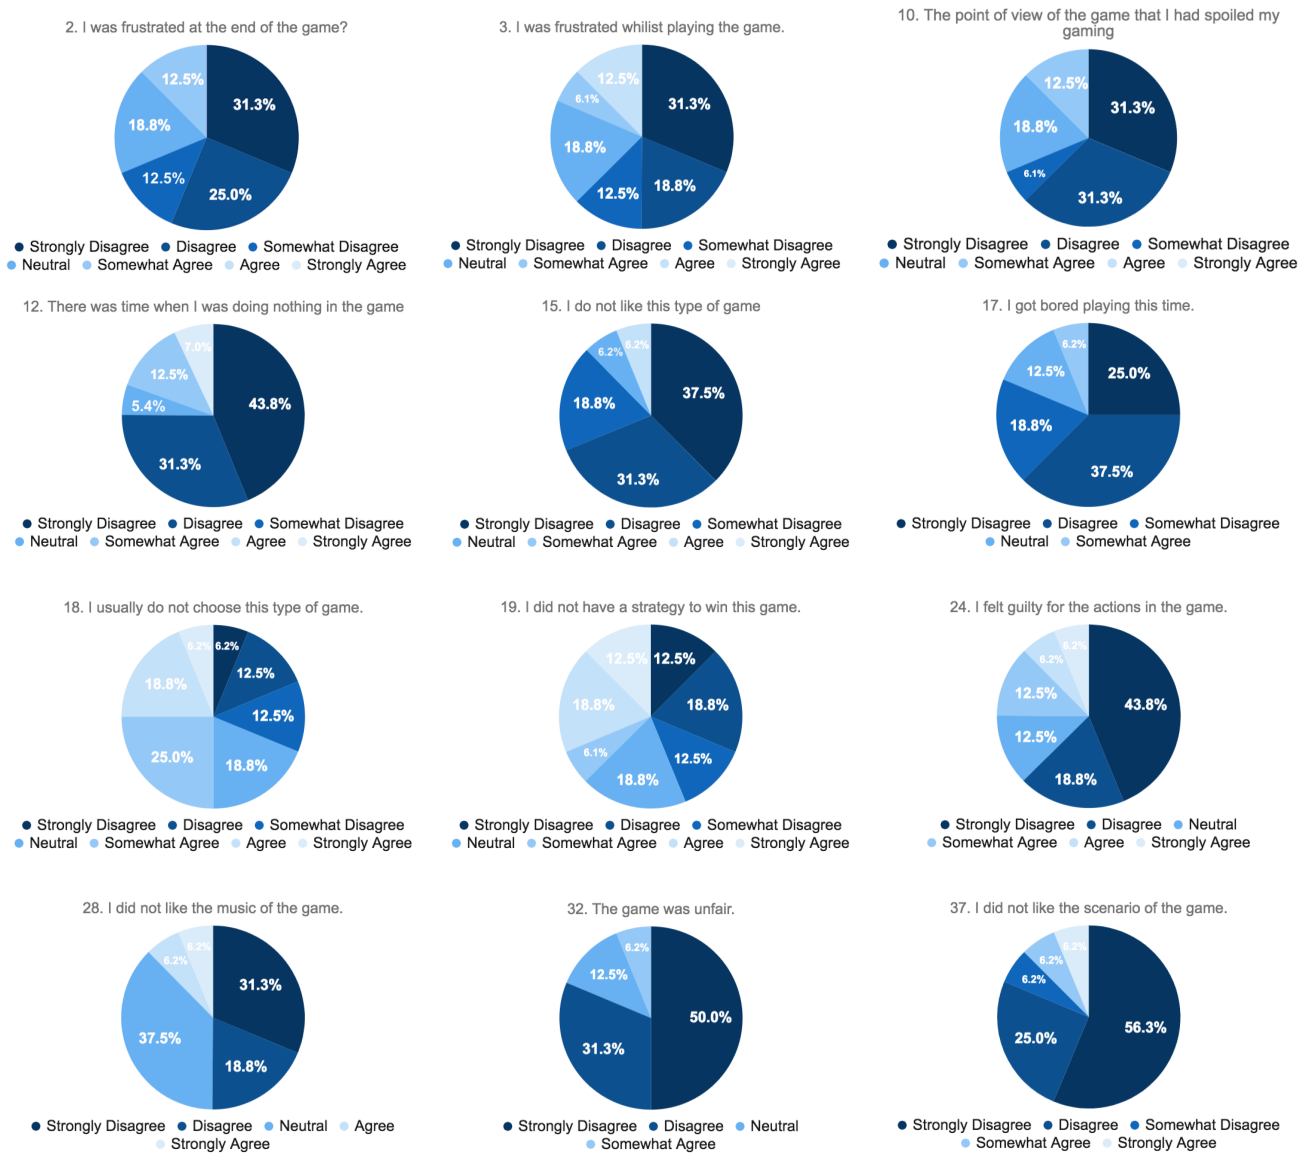 2. I was frustrated at the end of the game?
12.5%
31.3%
18.8%
12.5%
25.0%
Strongly Disagree Disagree Somewhat Disagree
Neutral Somewhat Agree Agree Strongly Agree
3. I was frustrated whilist playing the game.
12.5%
6.1%
31.3%
18.8%
12.5%
18.8%
Strongly Disagree Disagree Somewhat Disagree
Neutral Somewhat Agree Agree Strongly Agree
10. The point of view of the game that I had spoiled my
gaming
12.5%
31.3%
18.8%
6.1%
31.3%
Strongly Disagree Disagree Somewhat Disagree
Neutral Somewhat Agree Agree Strongly Agree
12. There was time when I was doing nothing in the game
7.0%
12.5%
5.4%
43.8%
31.3%
Strongly Disagree Disagree Somewhat Disagree
Neutral Somewhat Agree Agree Strongly Agree
15. I do not like this type of game
6.2%
6.2%
37.5%
18.8%
31.3%
Strongly Disagree Disagree Somewhat Disagree
Neutral Somewhat Agree Agree Strongly Agree
17. I got bored playing this time.
6.2%
12.5%
25.0%
18.8%
37.5%
Strongly Disagree Disagree Somewhat Disagree
Neutral Somewhat Agree
18. I usually do not choose this type of game.
6.2%
6.2%
18.8%
12.5%
12.5%
25.0%
18.8%
Strongly Disagree Disagree Somewhat Disagree
Neutral Somewhat Agree Agree Strongly Agree
19. I did not have a strategy to win this game.
12.5%
12.5%
18.8%
18.8%
6.1%
12.5%
18.8%
Strongly Disagree Disagree Somewhat Disagree
Neutral Somewhat Agree Agree Strongly Agree
24. I felt guilty for the actions in the game.
6.2%
6.2%
12.5%
43.8%
12.5%
18.8%
Strongly Disagree Disagree Neutral
Somewhat Agree Agree Strongly Agree
28. I did not like the music of the game.
6.2%
6.2%
31.3%
37.5%
18.8%
Strongly Disagree Disagree Neutral Agree
Strongly Agree
32. The game was unfair.
6.2%
12.5%
50.0%
31.3%
Strongly Disagree Disagree Neutral
Somewhat Agree
37. I did not like the scenario of the game.
6.2%
6.2%
6.2%
25.0%
56.3%
Strongly Disagree Disagree Somewhat Disagree
Somewhat Agree Strongly Agree